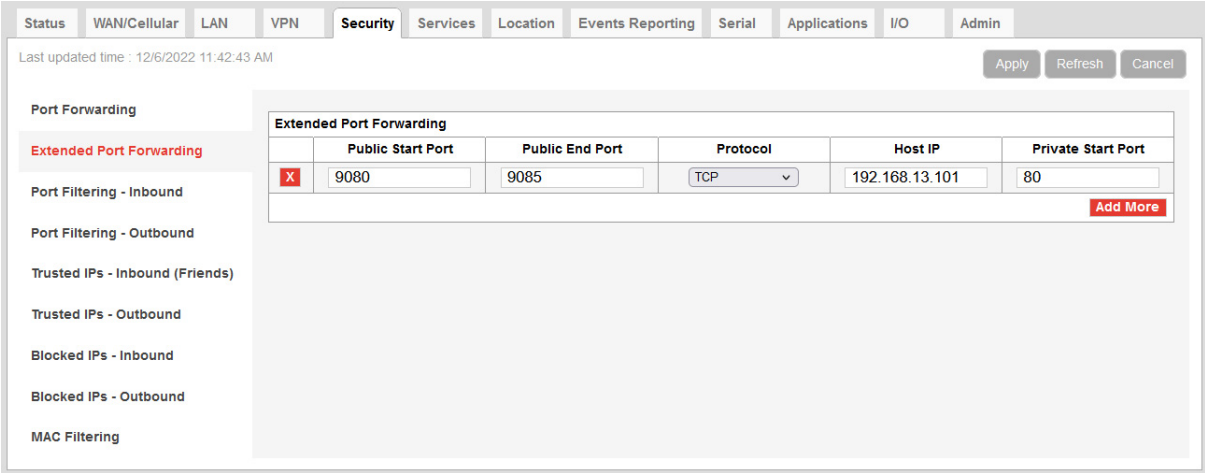 Status WAN/Cellular LAN VPN Security Services Location Events Reporting Serial Applications I/O Admin
Last updated time : 12/6/2022 11:42:43 AM
Apply Refresh Cancel
Port Forwarding
Extended Port Forwarding
Port Filtering - Inbound
Port Filtering - Outbound
Trusted IPs - Inbound (Friends)
Trusted IPs - Outbound
Blocked IPs - Inbound
Blocked IPs - Outbound
MAC Filtering
Extended Port Forwarding
Public Start Port Public End Port Protocol Host IP Private Start Port
X 9080 9085 TCP 192.168.13.101 80
Add More